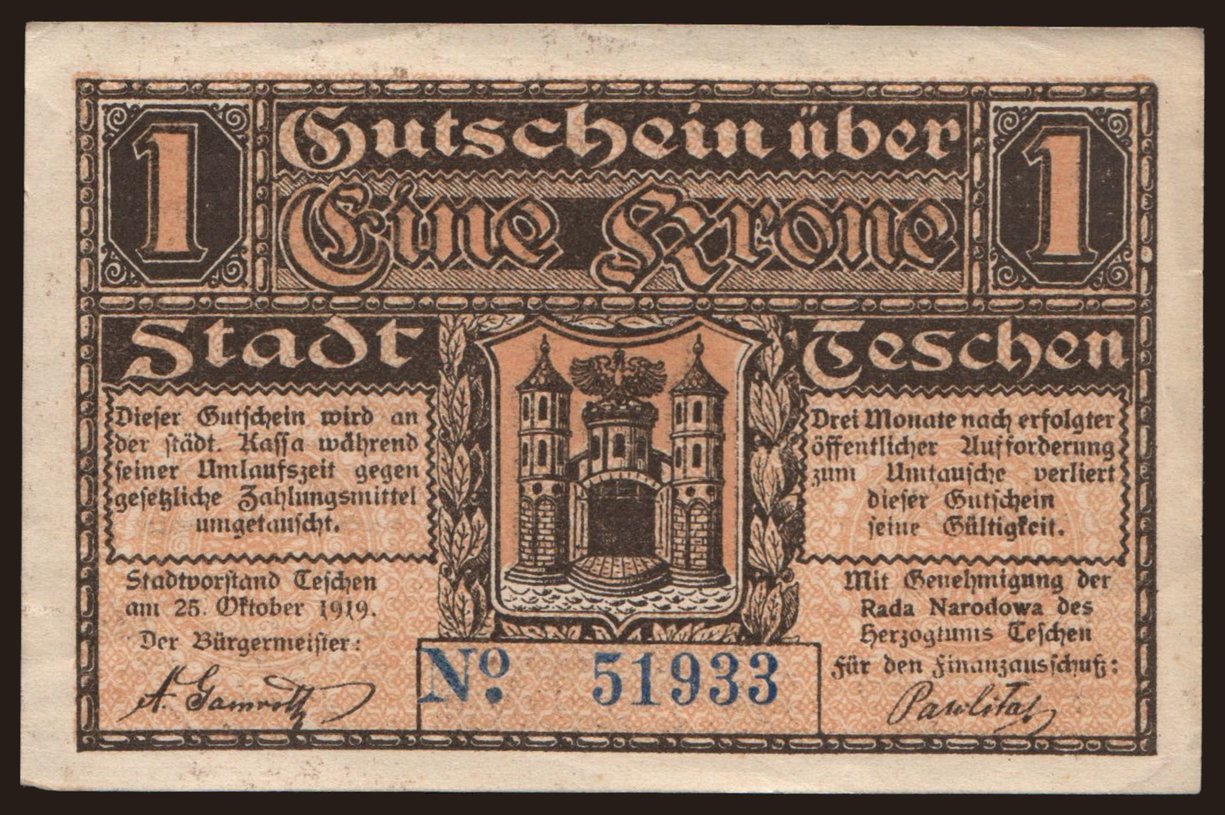 1
Gutschein über
1
Eine Krone
Stadt
Teschen
Dieser Gutschein wird an
der städt. Kassa während
seiner Umlaufszeit gegen
gesetzliche Zahlungsmittel
umgetauscht.
Drei Monate nach erfolgter
öffentlicher Aufforderung
zum Umtausche verliert
dieser Gutschein
seine Gültigkeit.
Stadtvorstand Teschen
am 25. Oktober 1919.
Der Bürgermeister:
A. Gamroth
Mit Genehmigung der
Rada Narodowa des
Herzogtums Teschen
Für den Finanzausschuß:
Pawlitas
No. 51933